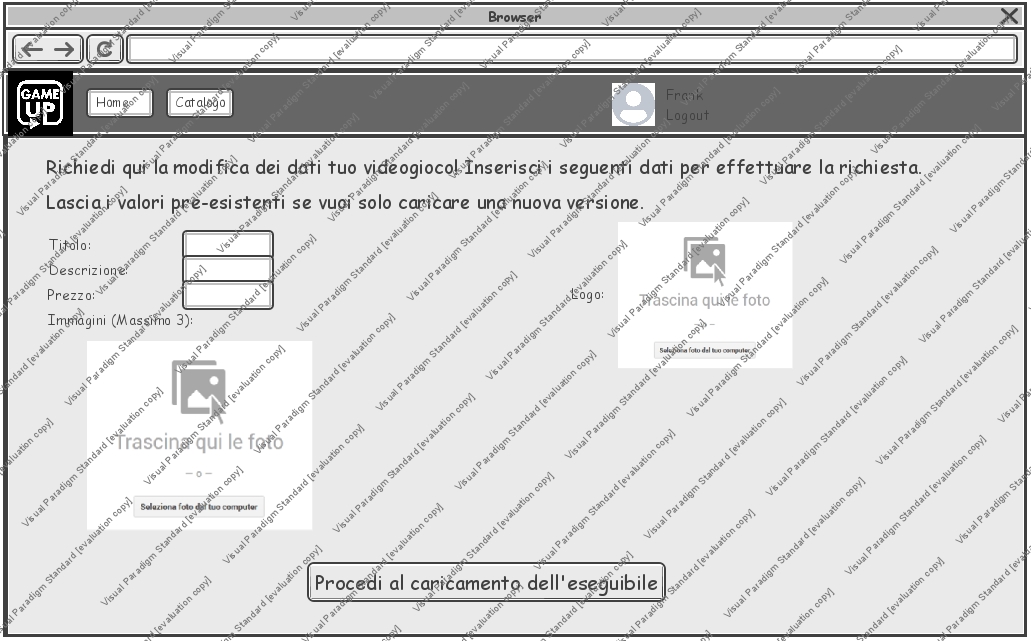 Browser
GAME
UP
Home
Catalogo
Frank
Logout
Richiedi qui la modifica dei dati tuo videogioco! Inserisci i seguenti dati per effettuare la richiesta.
Lascia i valori pre-esistenti se vuoi solo caricare una nuova versione.
Titolo:
Descrizione:
Prezzo:
Immagini (Massimo 3):
Logo:
Trascina qui le foto
Seleziona foto dal tuo computer
Trascina qui le foto
– o –
Seleziona foto dal tuo computer
Procedi al caricamento dell'eseguibile
Visual Paradigm Standard [evaluation copy]